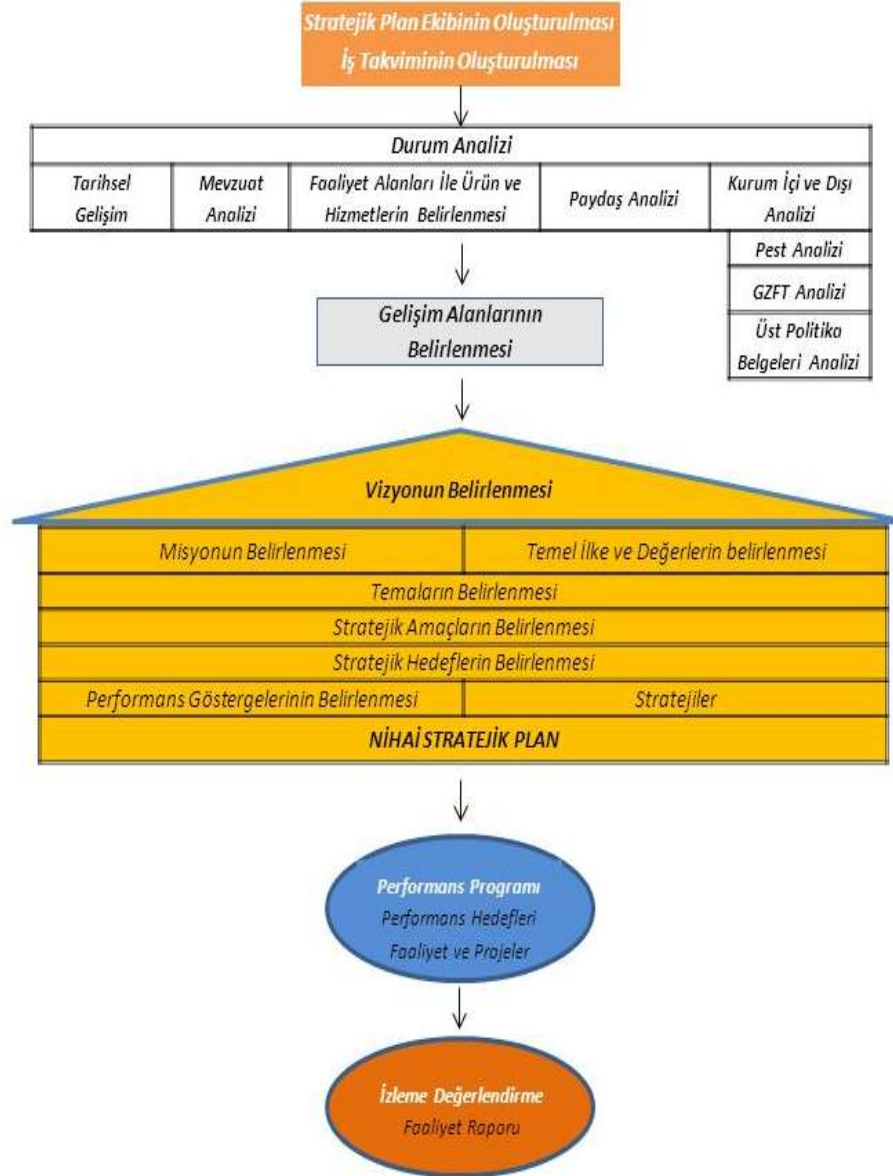 Stratejik Plan Ekibinin Oluşturulması
İş Takviminin Oluşturulması
Durum Analizi
Tarihsel
Gelişim
Mevzuat
Analizi
Faaliyet Alanları İle Ürün ve
Hizmetlerin Belirlenmesi
Paydaş Analizi
Kurum İçi ve Dışı
Analizi
Pest Analizi
GZFT Analizi
Üst Politika
Belgeleri Analizi
Gelişim Alanlarının
Belirlenmesi
Vizyonun Belirlenmesi
Misyonun Belirlenmesi
Temel İlke ve Değerlerin belirlenmesi
Temaların Belirlenmesi
Stratejik Amaçların Belirlenmesi
Stratejik Hedeflerin Belirlenmesi
Performans Göstergelerinin Belirlenmesi
Stratejiler
NİHAİ STRATEJİK PLAN
Performans Programı
Performans Hedefleri
Faaliyet ve Projeler
İzleme Değerlendirme
Faaliyet Raporu